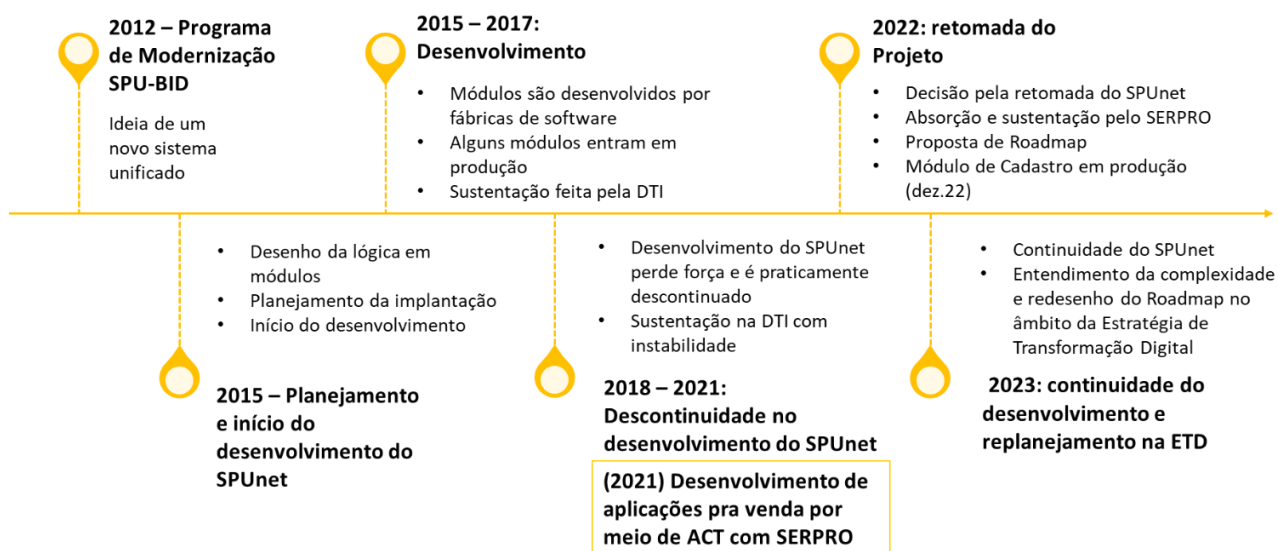 2012 – Programa
de Modernização
SPU-BID
Ideia de um
novo sistema
unificado
2015 – 2017:
Desenvolvimento
• Módulos são desenvolvidos por
fábricas de software
• Alguns módulos entram em
produção
• Sustentação feita pela DTI
2022: retomada do
Projeto
• Decisão pela retomada do SPUnet
• Absorção e sustentação pelo SERPRO
• Proposta de Roadmap
• Módulo de Cadastro em produção
(dez.22)
• Desenho da lógica em
módulos
• Planejamento da implantação
• Início do desenvolvimento
2015 – Planejamento
e início do
desenvolvimento do
SPUnet
• Desenvolvimento do SPUnet
perde força e é praticamente
descontinuado
• Sustentação na DTI com
instabilidade
2018 – 2021:
Descontinuidade no
desenvolvimento do SPUnet
(2021) Desenvolvimento de
aplicações pra venda por
meio de ACT com SERPRO
• Continuidade do SPUnet
• Entendimento da complexidade
e redesenho do Roadmap no
âmbito da Estratégia de
Transformação Digital
2023: continuidade do
desenvolvimento e
replanejamento na ETD